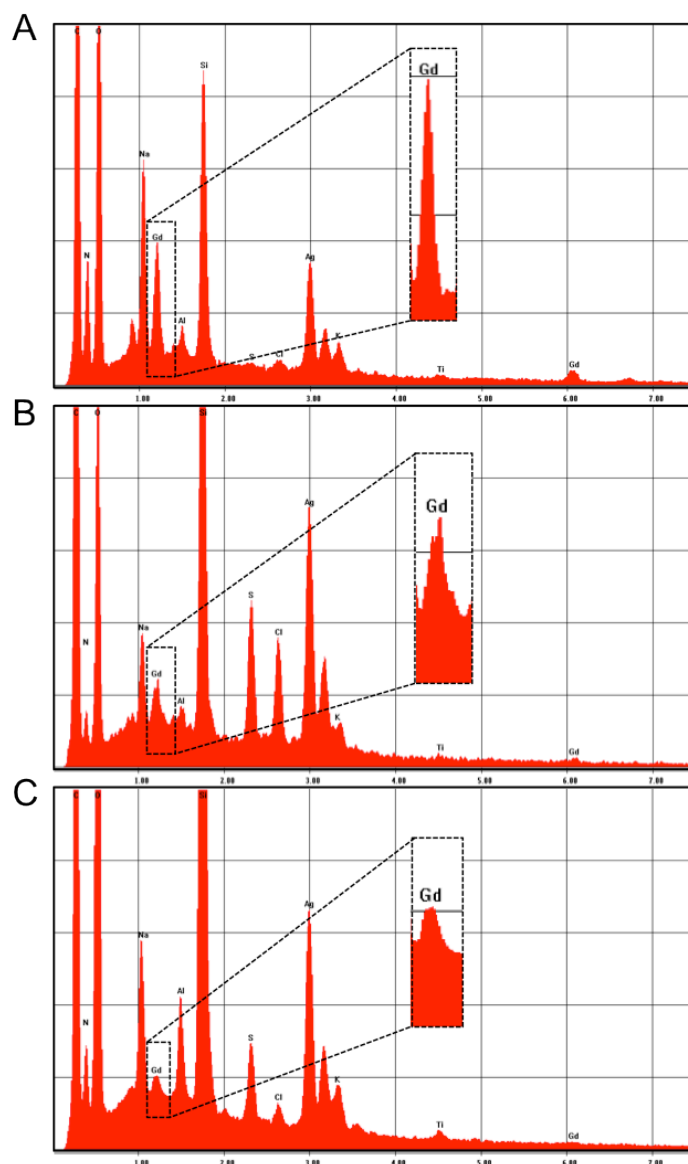 A
C O Si Gd
Na
Gd
N Ag
Al K
S Cl Ti Gd
1.00 2.00 3.00 4.00 5.00 6.00 7.00
B
C O Si
Ag Gd
S
N Na Cl
Gd
Al
K
Ti Gd
1.00 2.00 3.00 4.00 5.00 6.00 7.00
C
C O Si
Gd
Ag
Na
Al
N S
Gd Cl K
Ti Gd
1.00 2.00 3.00 4.00 5.00 6.00 7.00